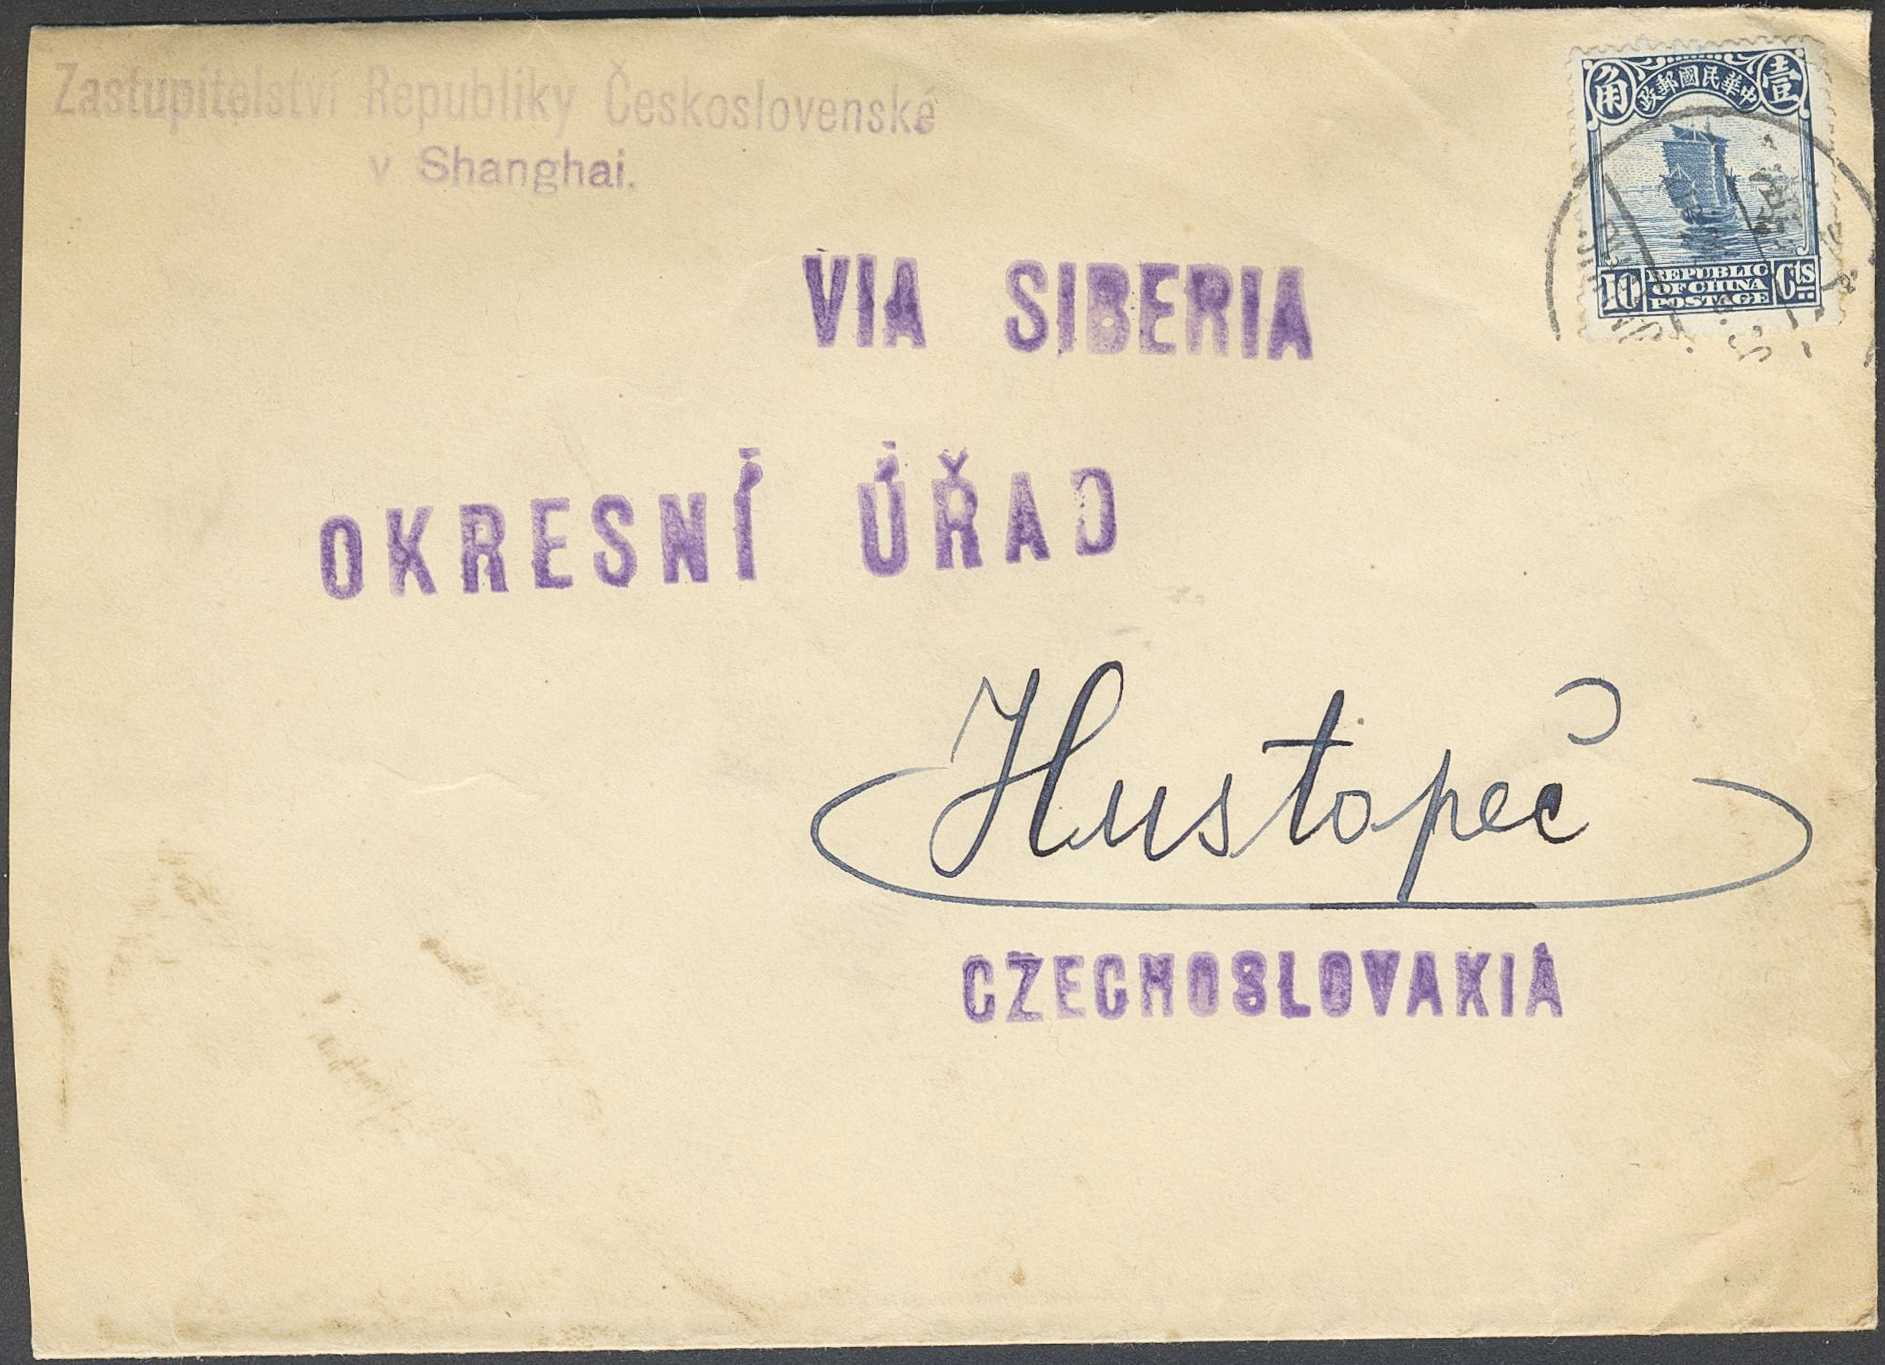 Zastupitelství Republiky Československé
v Shanghai.
角 政郵國民華中 壹
10 REPUBLIC OF CHINA POSTAGE Cts
VIA SIBERIA
OKRESNÍ ÚŘAD
Hustopeč
CZECHOSLOVAKIA